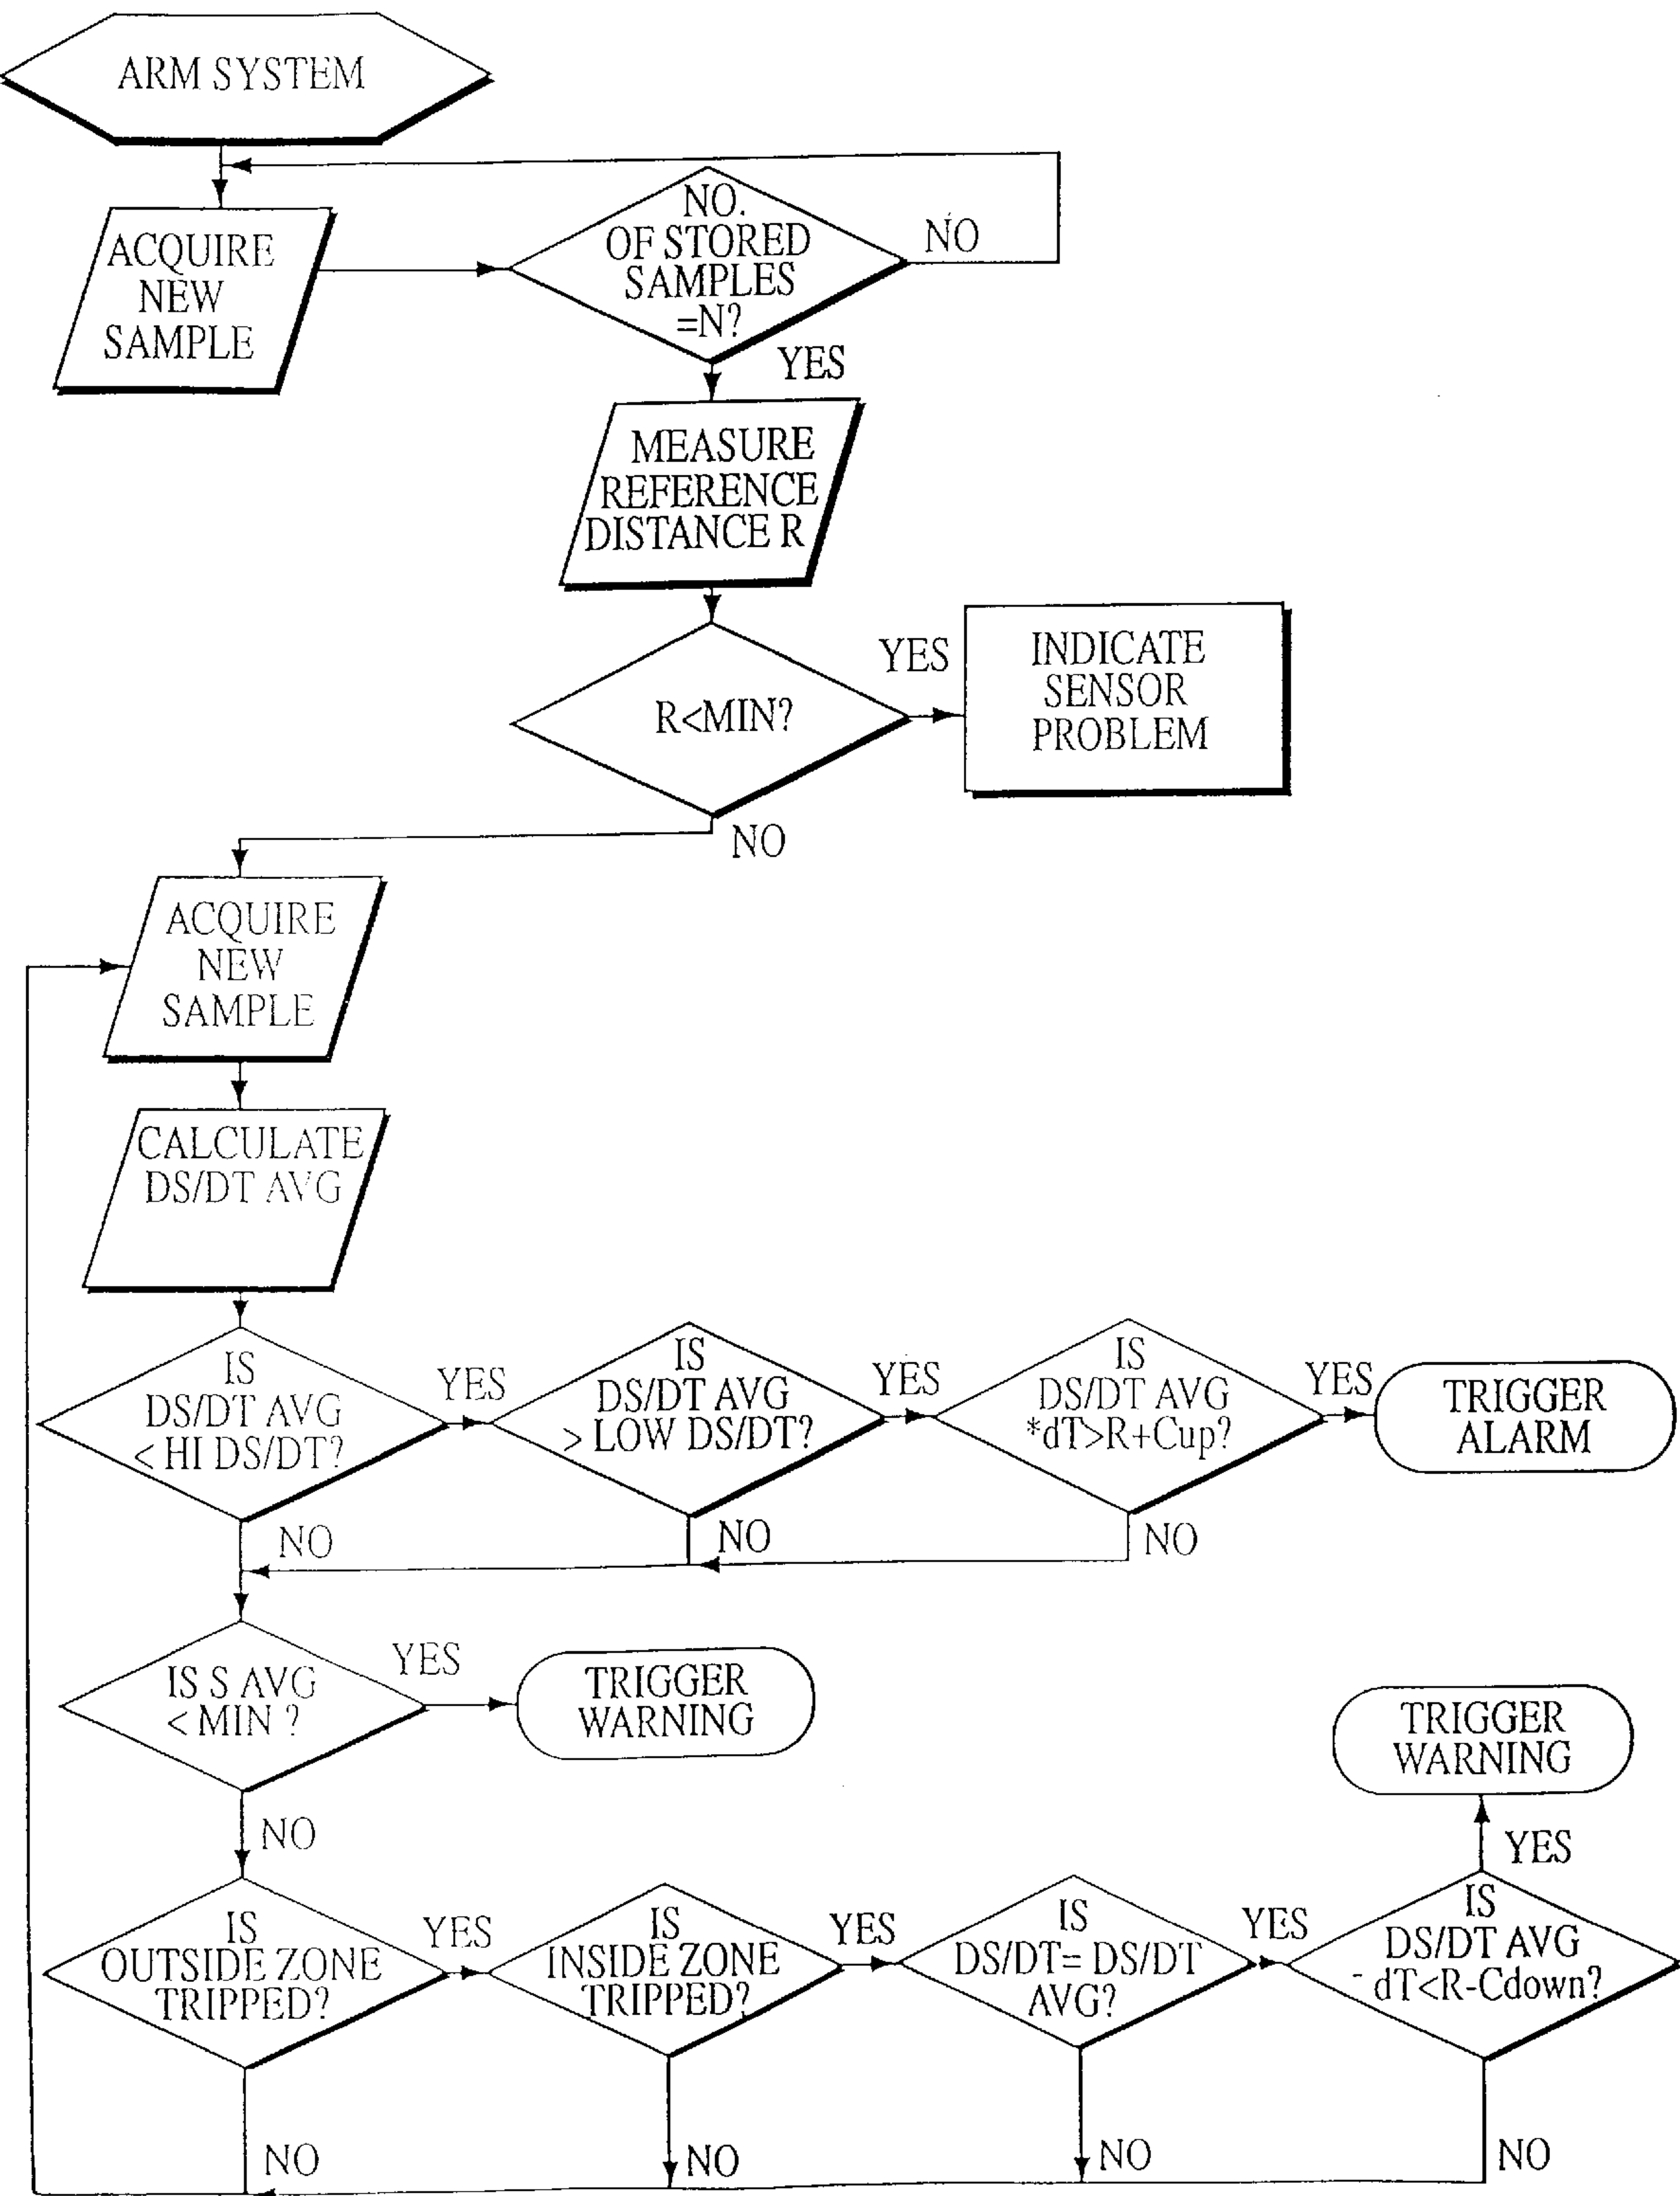 ARM SYSTEM
ACQUIRE
NEW
SAMPLE
NO.
OF STORED
SAMPLES
=N?
NO
YES
MEASURE
REFERENCE
DISTANCE R
R<MIN?
YES
INDICATE
SENSOR
PROBLEM
NO
ACQUIRE
NEW
SAMPLE
CALCULATE
DS/DT AVG
IS
DS/DT AVG
< HI DS/DT?
YES
IS
DS/DT AVG
> LOW DS/DT?
YES
IS
DS/DT AVG
*dT>R+Cup?
YES
TRIGGER
ALARM
NO
NO
NO
IS S AVG
< MIN ?
YES
TRIGGER
WARNING
TRIGGER
WARNING
NO
YES
IS
OUTSIDE ZONE
TRIPPED?
YES
IS
INSIDE ZONE
TRIPPED?
YES
IS
DS/DT= DS/DT
AVG?
YES
IS
DS/DT AVG
- dT<R-Cdown?
NO
NO
NO
NO